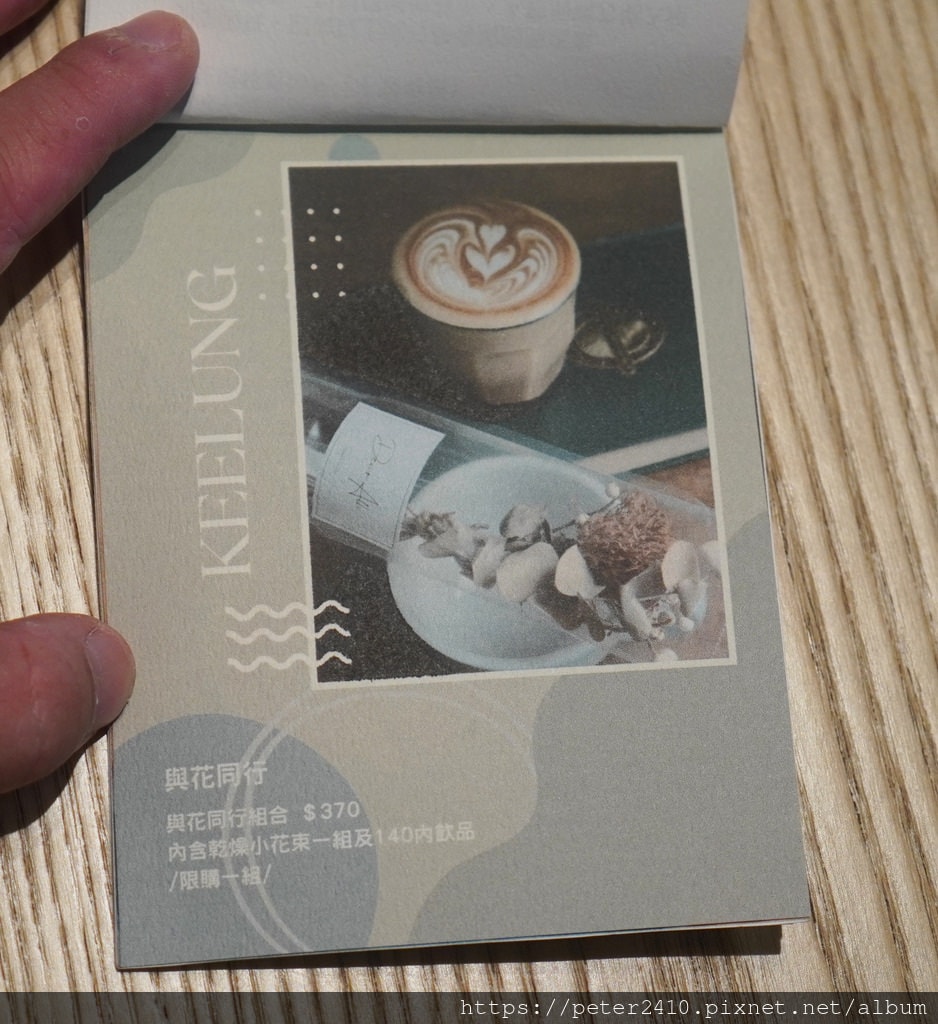 KEELUNG
與花同行
與花同行組合 $370
內含乾燥小花束一組及140內飲品
/限購一組/
https://peter2410.pixnet.net/album